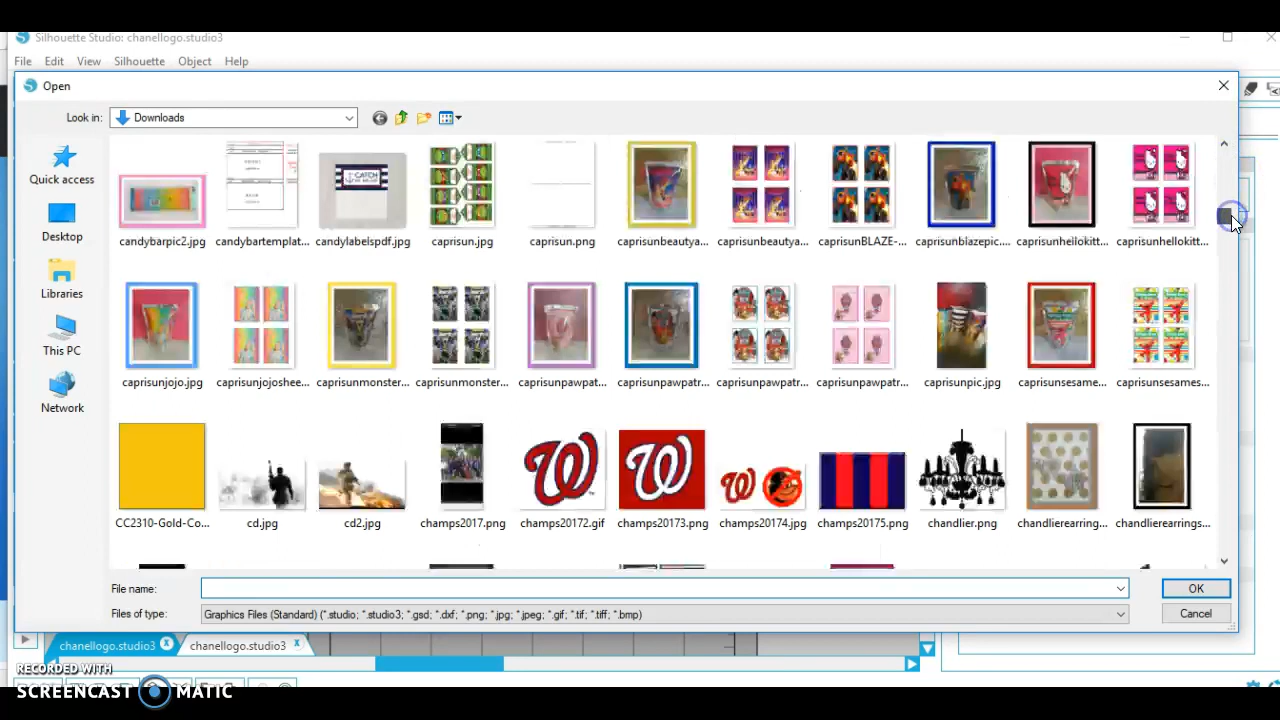 Silhouette Studio: chanellogo.studio3
File Edit View Silhouette Object Help
Open
Look in: Downloads
Quick access
Desktop
Libraries
This PC
Network
candybarpic2.jpg candybartemplat... candylabelspdf.jpg caprisun.jpg caprisun.png caprisunbeautya... caprisunbeautya... caprisunBLAZE-... caprisunblazepic.... caprisunhellokitt... caprisunhellokitt...
caprisunjojo.jpg caprisunjojoshee... caprisunmonster... caprisunmonster... caprisunpawpat... caprisunpawpatr... caprisunpawpatr... caprisunpawpatr... caprisunpic.jpg caprisunsesame... caprisunsesames...
CC2310-Gold-Co... cd.jpg cd2.jpg champs2017.png champs20172.gif champs20173.png champs20174.jpg champs20175.png chandlier.png chandlierearring... chandlierearrings...
File name:
OK
Files of type: Graphics Files (Standard) (*.studio; *.studio3; *.gsd; *.dxf; *.png; *.jpg; *.jpeg; *.gif; *.tif; *.tiff; *.bmp)
Cancel
chanellogo.studio3 x chanellogo.studio3 x
RECORDED WITH
SCREENCAST MATIC